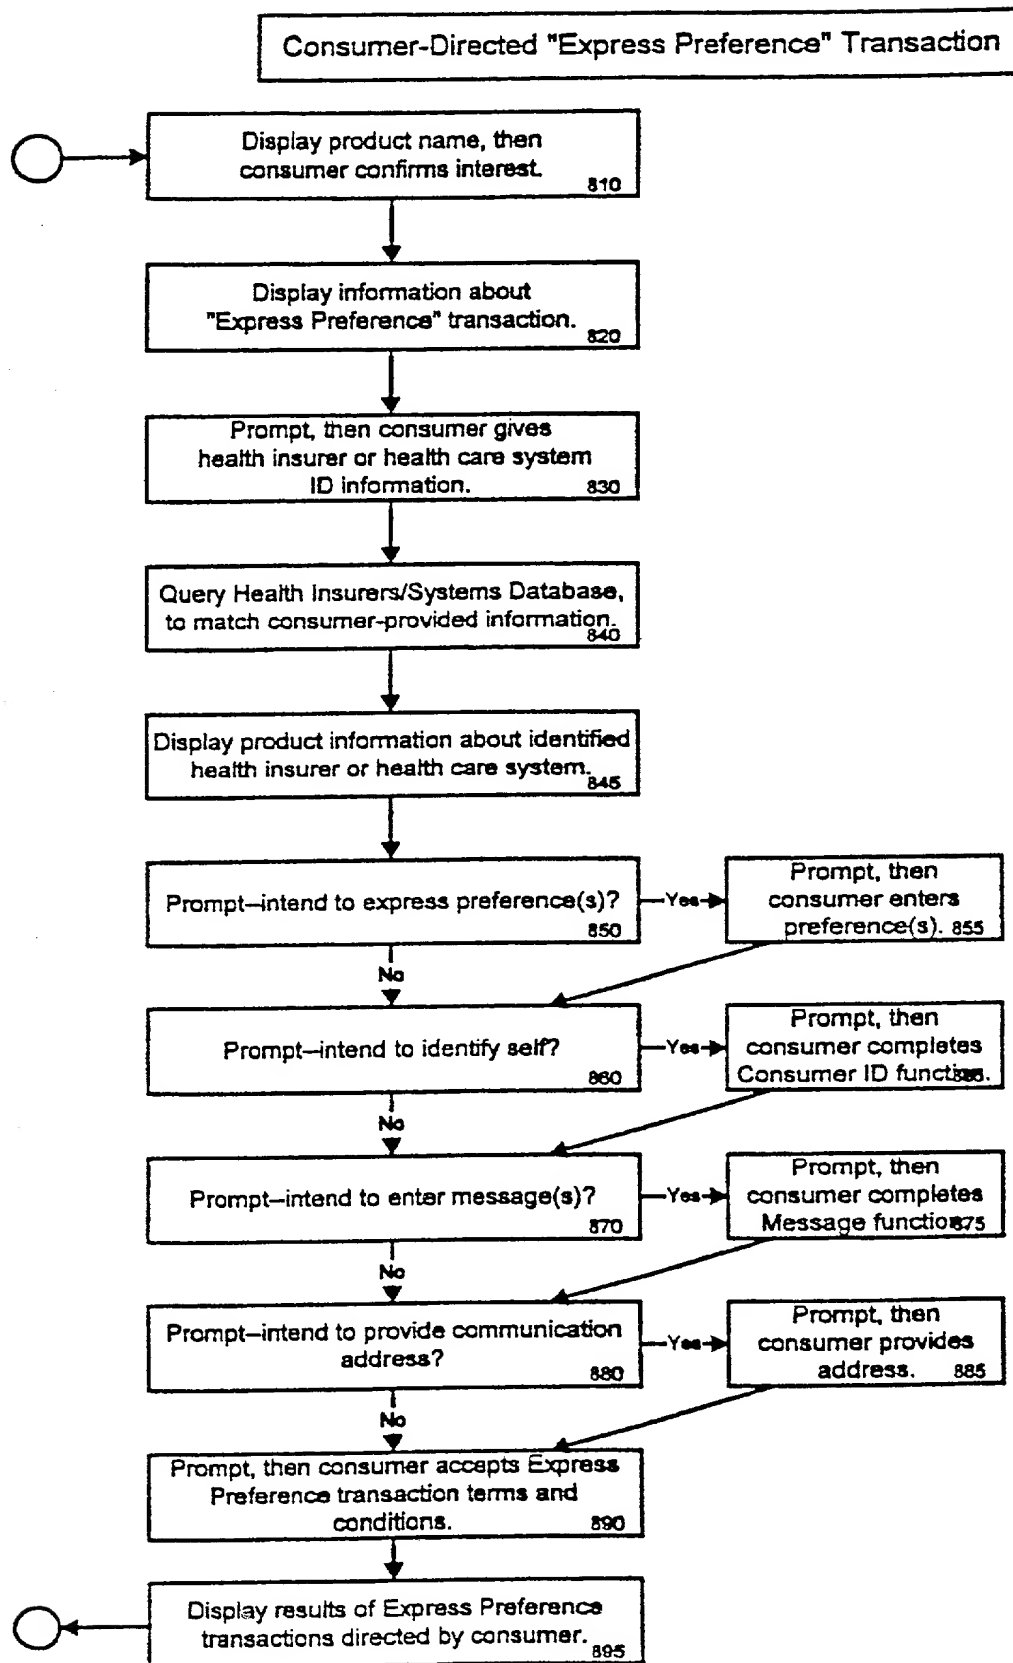 Consumer-Directed "Express Preference" Transaction
Display product name, then
consumer confirms interest.
810
Display information about
"Express Preference" transaction.
820
Prompt, then consumer gives
health insurer or health care system
ID information.
830
Query Health Insurers/Systems Database,
to match consumer-provided information.
840
Display product information about identified
health insurer or health care system.
845
Prompt–intend to express preference(s)?
850
Yes
Prompt, then
consumer enters
preference(s). 855
No
Prompt–intend to identify self?
860
Yes
Prompt, then
consumer completes
Consumer ID function.
No
Prompt–intend to enter message(s)?
870
Yes
Prompt, then
consumer completes
Message function
875
No
Prompt–intend to provide communication
address?
880
Yes
Prompt, then
consumer provides
address. 885
No
Prompt, then consumer accepts Express
Preference transaction terms and
conditions. 890
Display results of Express Preference
transactions directed by consumer.
895